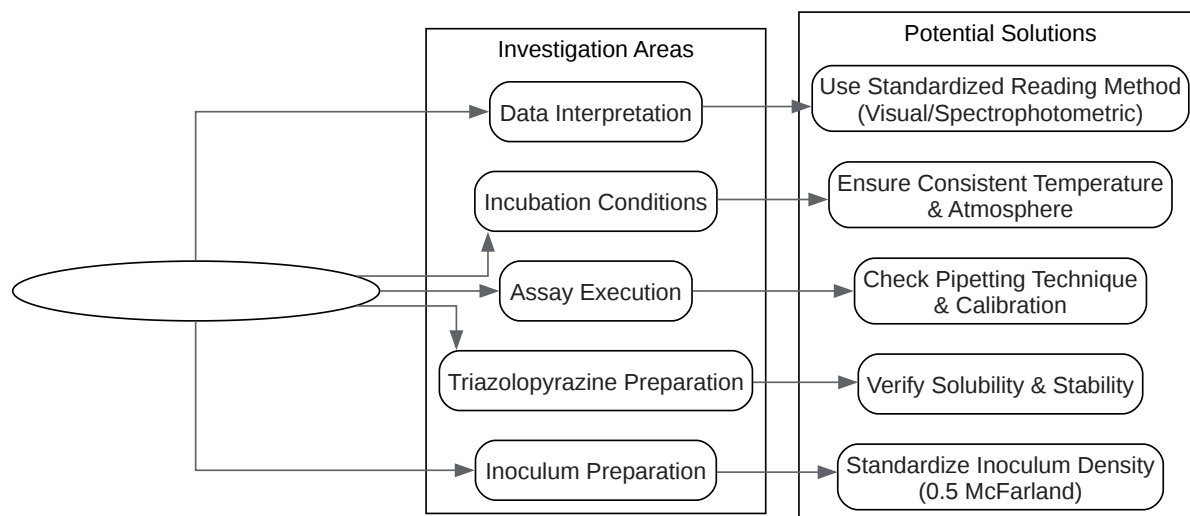 Investigation Areas
Data Interpretation
Incubation Conditions
Assay Execution
Triazolopyrazine Preparation
Inoculum Preparation
Potential Solutions
Use Standardized Reading Method
(Visual/Spectrophotometric)
Ensure Consistent Temperature
& Atmosphere
Check Pipetting Technique
& Calibration
Verify Solubility & Stability
Standardize Inoculum Density
(0.5 McFarland)